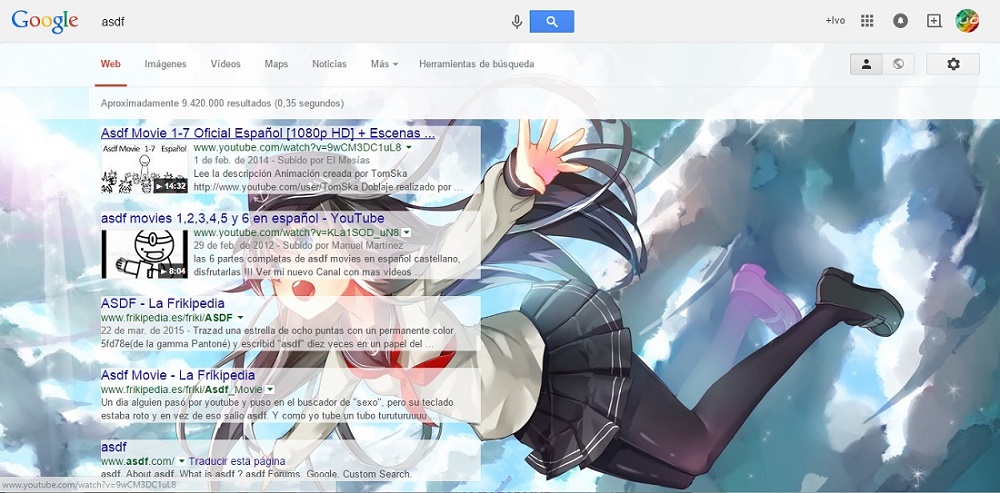 Google asdf +Ivo
Web Imágenes Vídeos Maps Noticias Más Herramientas de búsqueda
Aproximadamente 9.420.000 resultados (0,35 segundos)
Asdf Movie 1-7 Oficial Español [1080p HD] + Escenas ...
www.youtube.com/watch?v=9wCM3DC1uL8
Asdf Movie 1-7 Español
14:32
1 de feb. de 2014 - Subido por El Mesías
Lee la descripción Animación creada por TomSka
http://www.youtube.com/user/TomSka Doblaje realizado por ...
asdf movies 1,2,3,4,5 y 6 en español - YouTube
www.youtube.com/watch?v=KLa1SOD_uN8
8:04
29 de feb. de 2012 - Subido por Manuel Martinez
las 6 partes completas de asdf movies en español castellano,
disfrutarlas !!! Ver mi nuevo Canal con mas videos ...
ASDF - La Frikipedia
www.frikipedia.es/friki/ASDF
22 de mar. de 2015 - Trazad una estrella de ocho puntas con un permanente color
5fd78e(de la gamma Pantoné) y escribid "asdf" diez veces en un papel del ...
Asdf Movie - La Frikipedia
www.frikipedia.es/friki/Asdf_Movie
Un dia alguien pasó por youtube y puso en el buscador de "sexo", pero su teclado
estaba roto y en vez de eso salio asdf. Y como yo tube un tubo turuturuuuu ...
asdf
www.asdf.com/ Traducir esta página
asdf. About asdf. What is asdf ? asdf Forums. Google. Custom Search.
www.youtube.com/watch?v=9wCM3DC1uL8